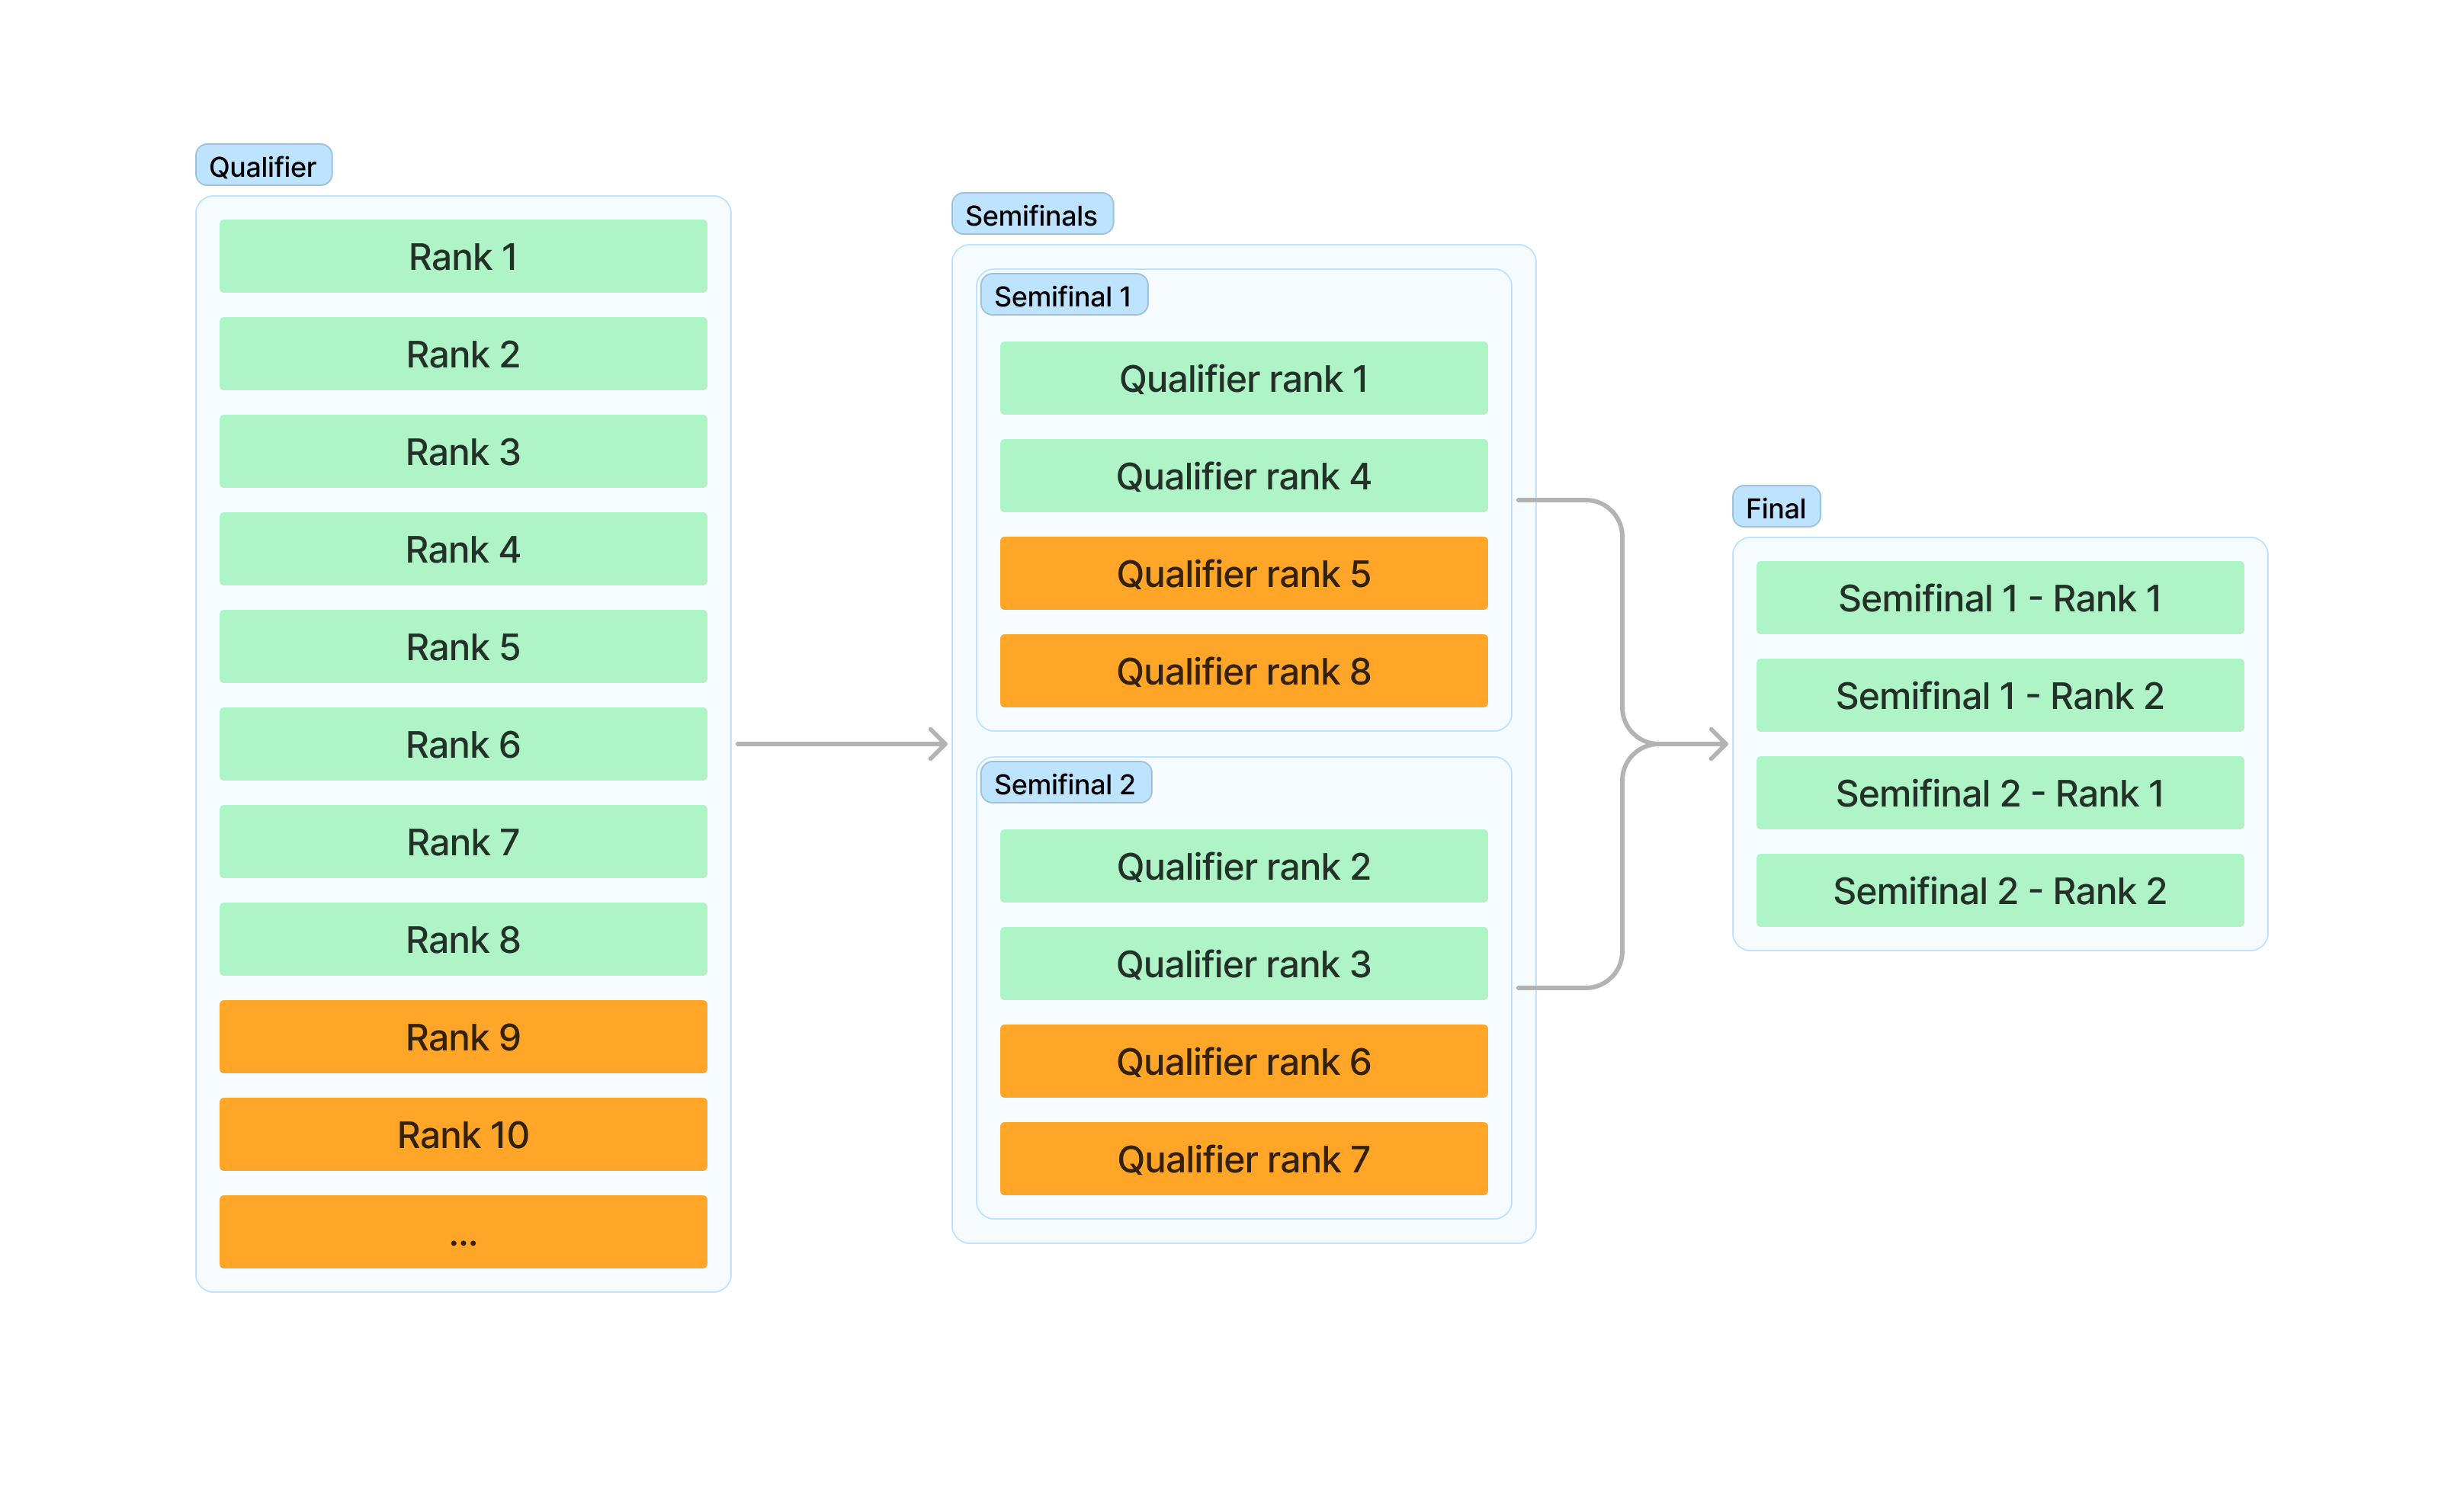 Qualifier
Rank 1
Rank 2
Rank 3
Rank 4
Rank 5
Rank 6
Rank 7
Rank 8
Rank 9
Rank 10
...
Semifinals
Semifinal 1
Qualifier rank 1
Qualifier rank 4
Qualifier rank 5
Qualifier rank 8
Semifinal 2
Qualifier rank 2
Qualifier rank 3
Qualifier rank 6
Qualifier rank 7
Final
Semifinal 1 - Rank 1
Semifinal 1 - Rank 2
Semifinal 2 - Rank 1
Semifinal 2 - Rank 2